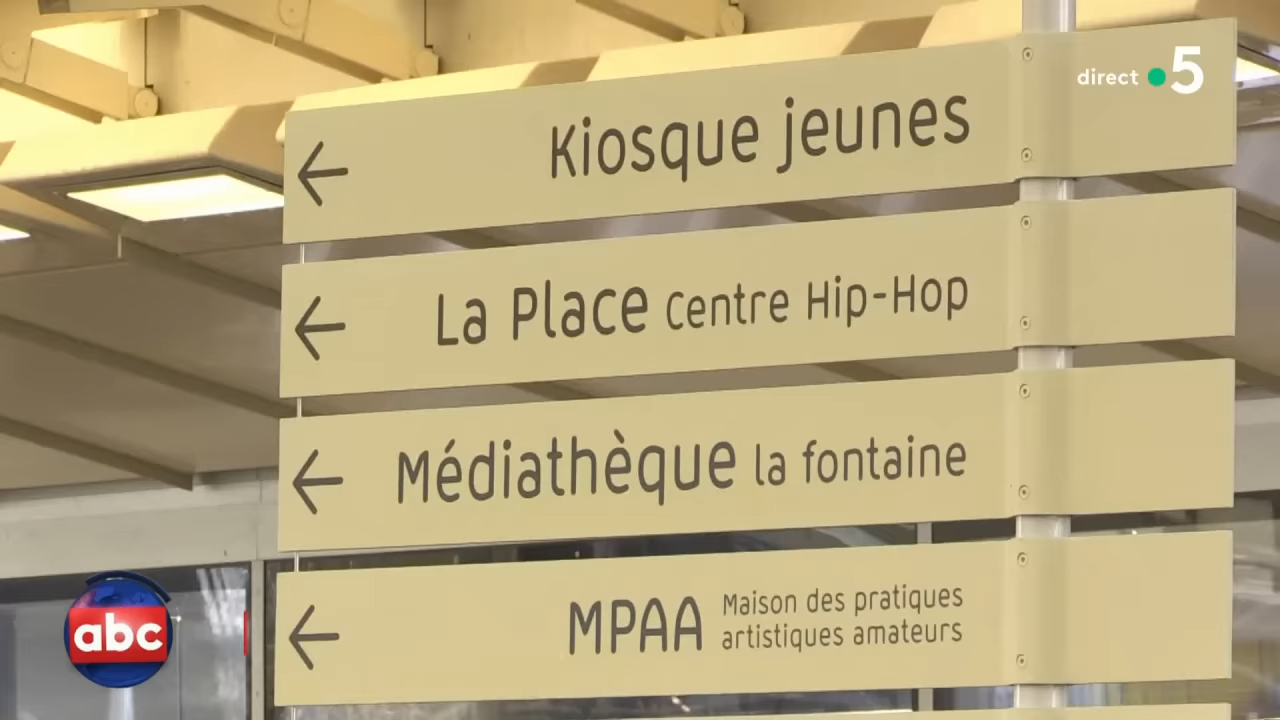 direct 5
Kiosque jeunes
La Place Centre Hip-Hop
Médiathèque la fontaine
MPAA Maison des pratiques
artistiques amateurs
abc